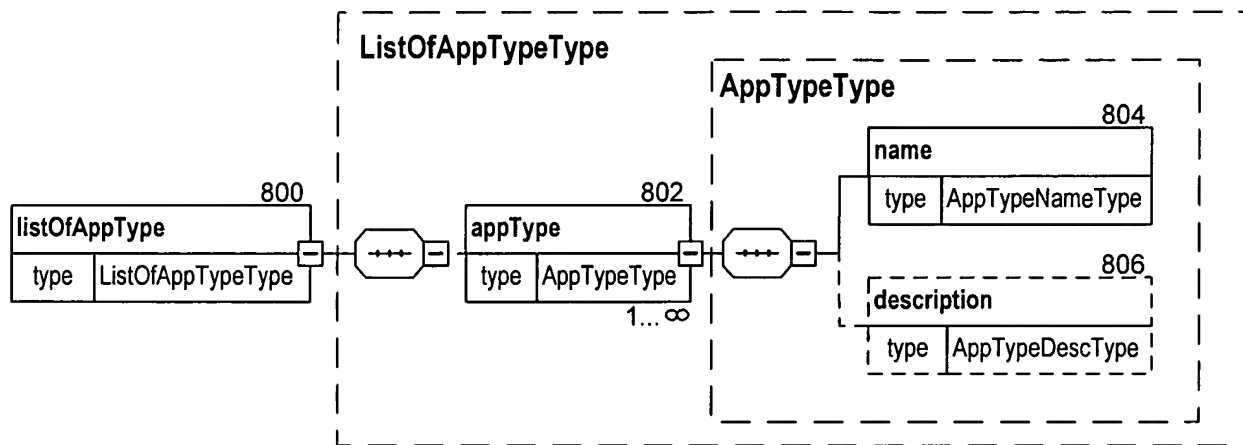 ListOfAppTypeType
AppTypeType
804
name
type AppTypeNameType
800
listOfAppType
type ListOfAppTypeType
802
appType
type AppTypeType
1... ∞
806
description
type AppTypeDescType